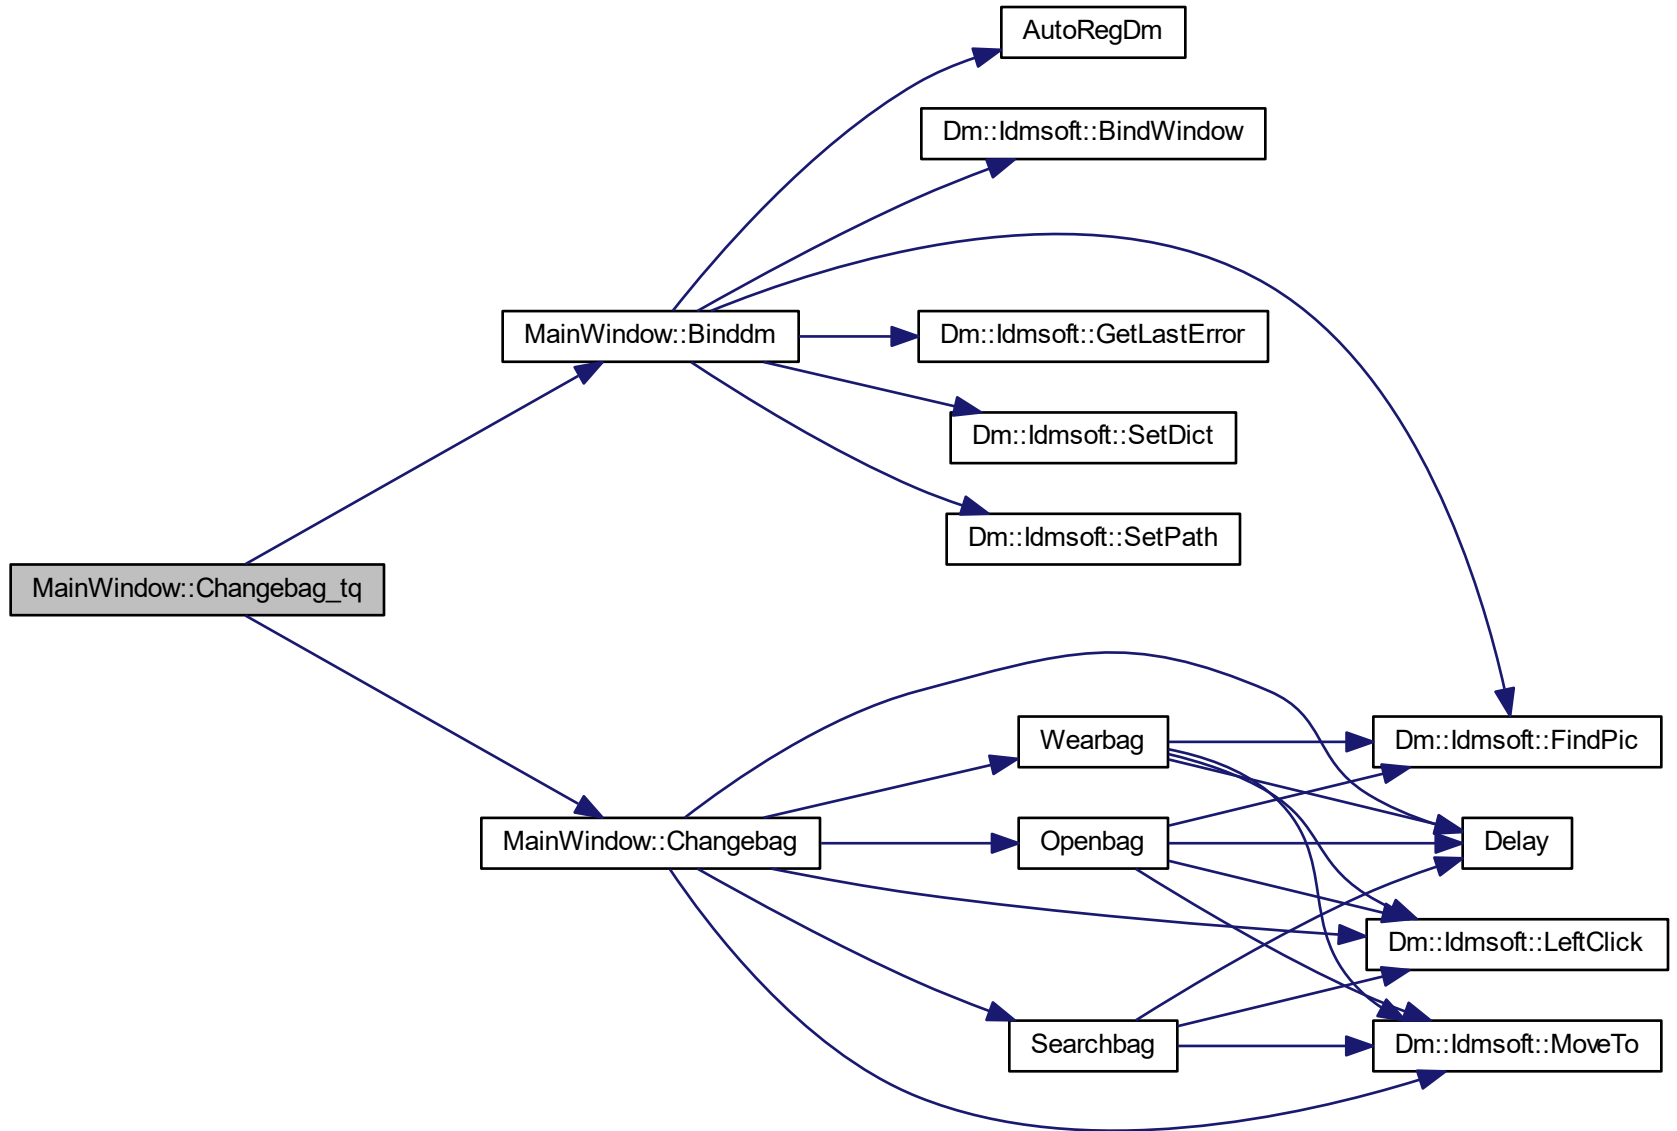 AutoRegDm
Dm::Idmsoft::BindWindow
MainWindow::Binddm
Dm::Idmsoft::GetLastError
Dm::Idmsoft::SetDict
Dm::Idmsoft::SetPath
MainWindow::Changebag_tq
Wearbag
Dm::Idmsoft::FindPic
MainWindow::Changebag
Openbag
Delay
Dm::Idmsoft::LeftClick
Searchbag
Dm::Idmsoft::MoveTo